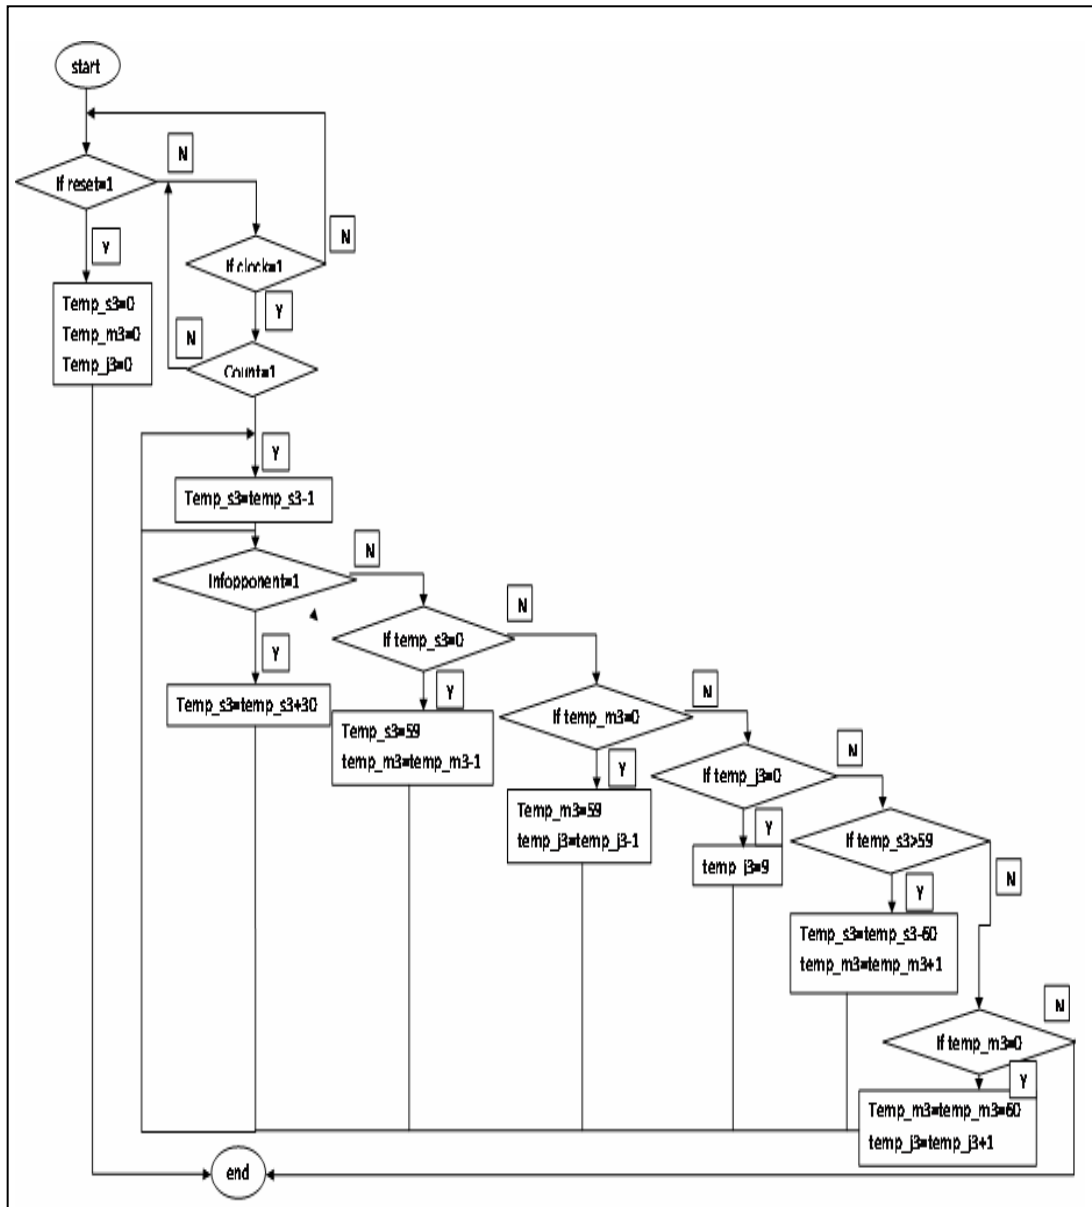 start
N
If reset=1
N
Y
If clock=1
Temp_s3=0
Temp_m3=0
Temp_j3=0
Y
N
Count=1
Y
Temp_s3=temp_s3-1
N
Infopponent=1
N
If temp_s3=0
Y
Y
N
Temp_s3=temp_s3+30
If temp_m3=0
Temp_s3=59
temp_m3=temp_m3-1
N
If temp_j3=0
Y
Temp_m3=59
temp_j3=temp_j3-1
Y
If temp_s3>59
temp_j3=9
N
Y
Temp_s3=temp_s3-60
temp_m3=temp_m3+1
N
If temp_m3=0
Y
Temp_m3=temp_m3=60
temp_j3=temp_j3+1
end